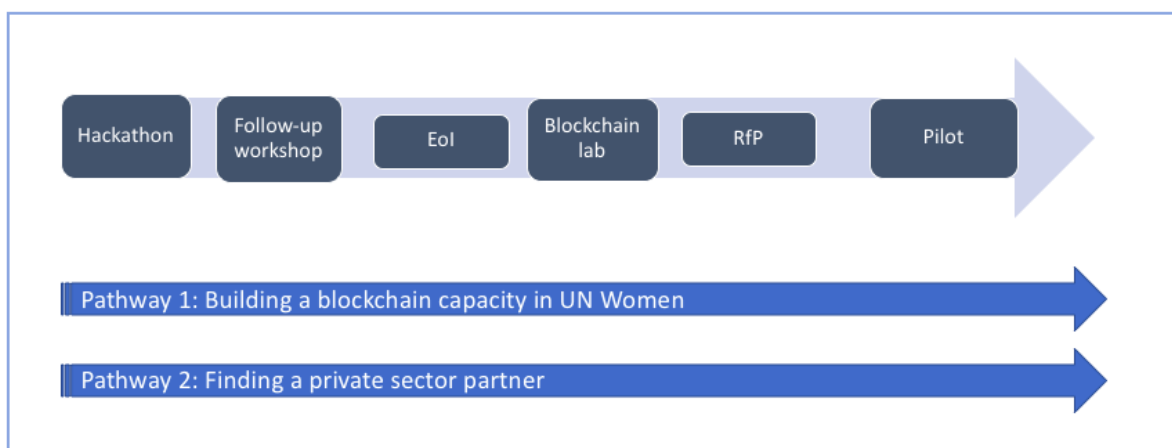 Hackathon
Follow-up
workshop
EoI
Blockchain
lab
RfP
Pilot
Pathway 1: Building a blockchain capacity in UN Women
Pathway 2: Finding a private sector partner